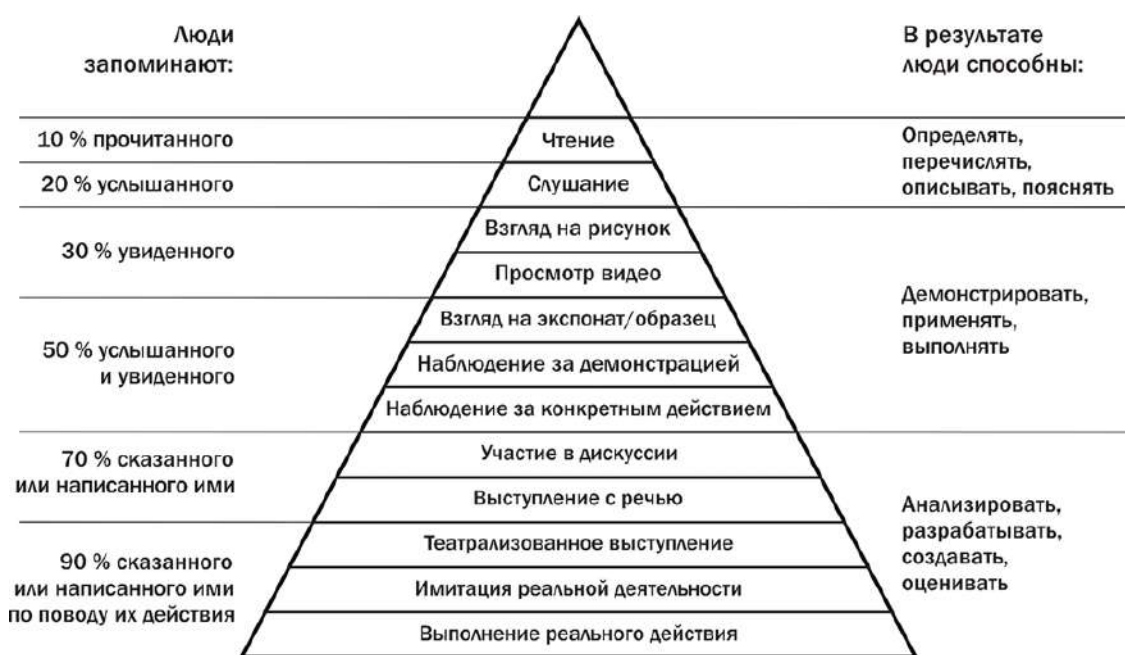 Люди
запоминают:
В результате
люди способны:
10 % прочитанного
Чтение
Определять,
перечислять,
описывать, пояснять
20 % услышанного
Слушание
30 % увиденного
Взгляд на рисунок
Просмотр видео
Демонстрировать,
применять,
выполнять
50 % услышанного
и увиденного
Взгляд на экспонат/образец
Наблюдение за демонстрацией
Наблюдение за конкретным действием
70 % сказанного
или написанного ими
Участие в дискуссии
Выступление с речью
Анализировать,
разрабатывать,
создавать,
оценивать
90 % сказанного
или написанного ими
по поводу их действия
Театрализованное выступление
Имитация реальной деятельности
Выполнение реального действия